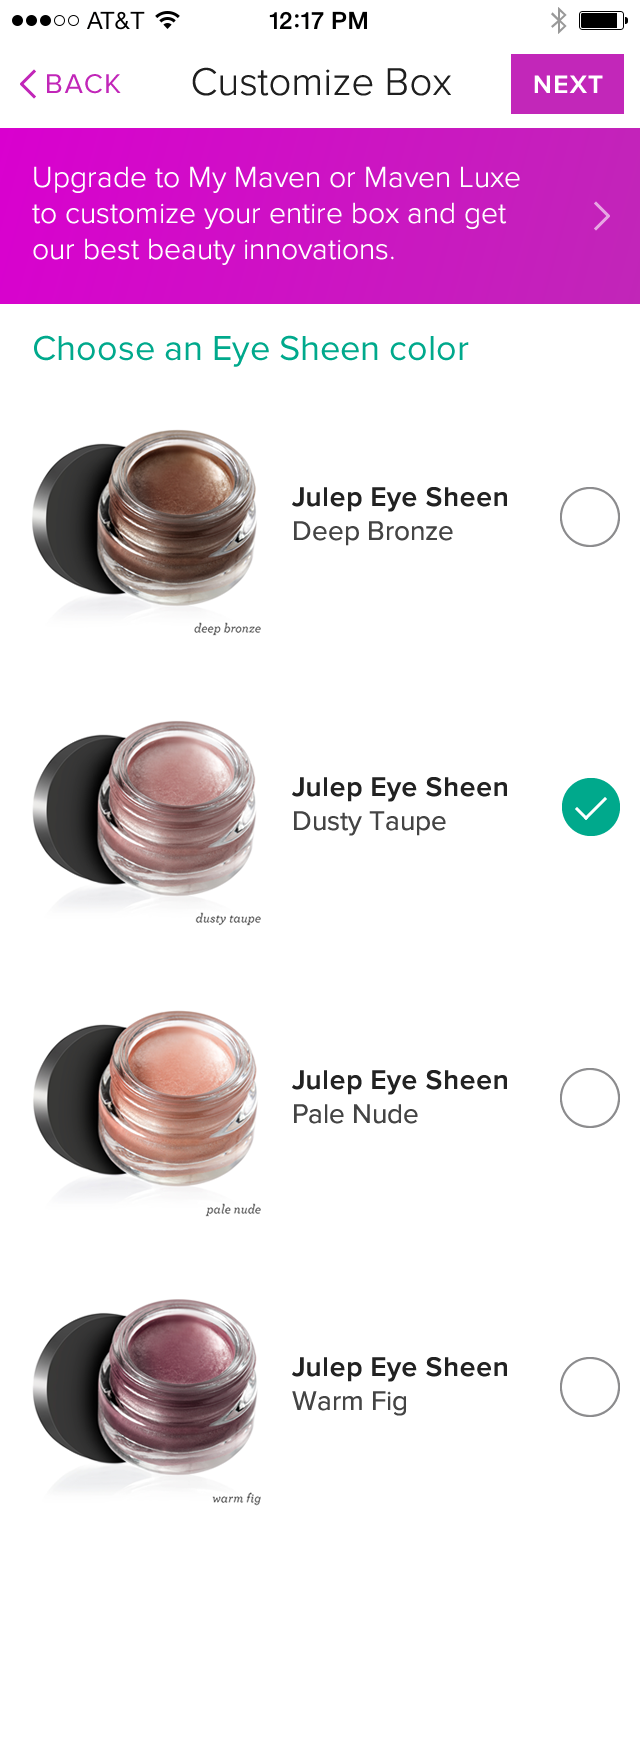 AT&T 12:17 PM
BACK Customize Box NEXT
Upgrade to My Maven or Maven Luxe
to customize your entire box and get
our best beauty innovations.
Choose an Eye Sheen color
Julep Eye Sheen
Deep Bronze
deep bronze
Julep Eye Sheen
Dusty Taupe
dusty taupe
Julep Eye Sheen
Pale Nude
pale nude
Julep Eye Sheen
Warm Fig
warm fig